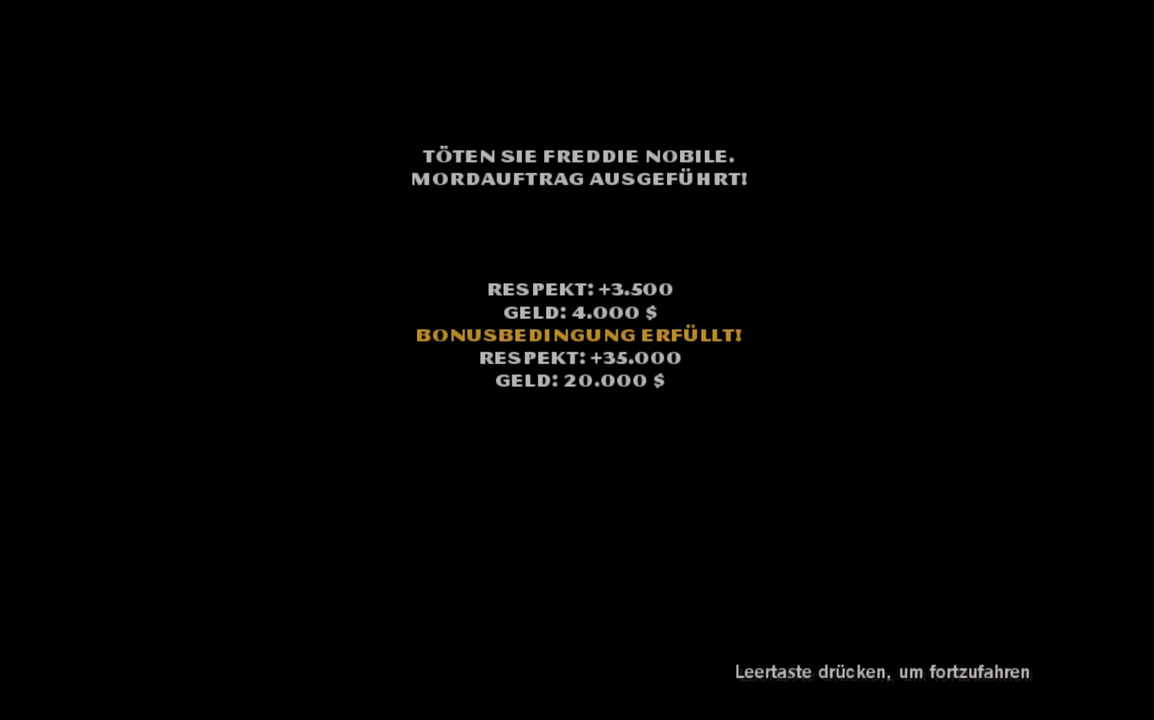 TÖTEN SIE FREDDIE NOBILE.
MORDAUFTRAG AUSGEFÜHRT!
RESPEKT: +3.500
GELD: 4.000 $
BONUSBEDINGUNG ERFÜLLT!
RESPEKT: +35.000
GELD: 20.000 $
Leertaste drücken, um fortzufahren